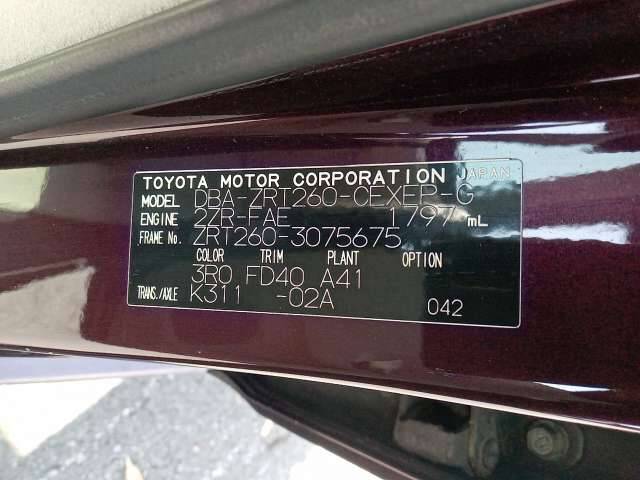 TOYOTA MOTOR CORPORATION JAPAN
MODEL DBA-ZRT260-CEXEP-G
ENGINE 2ZR-FAE 1797 mL
FRAME No. ZRT260-3075675
COLOR TRIM PLANT OPTION
3R0 FD40 A41
TRANS./AXLE K311 -02A 042